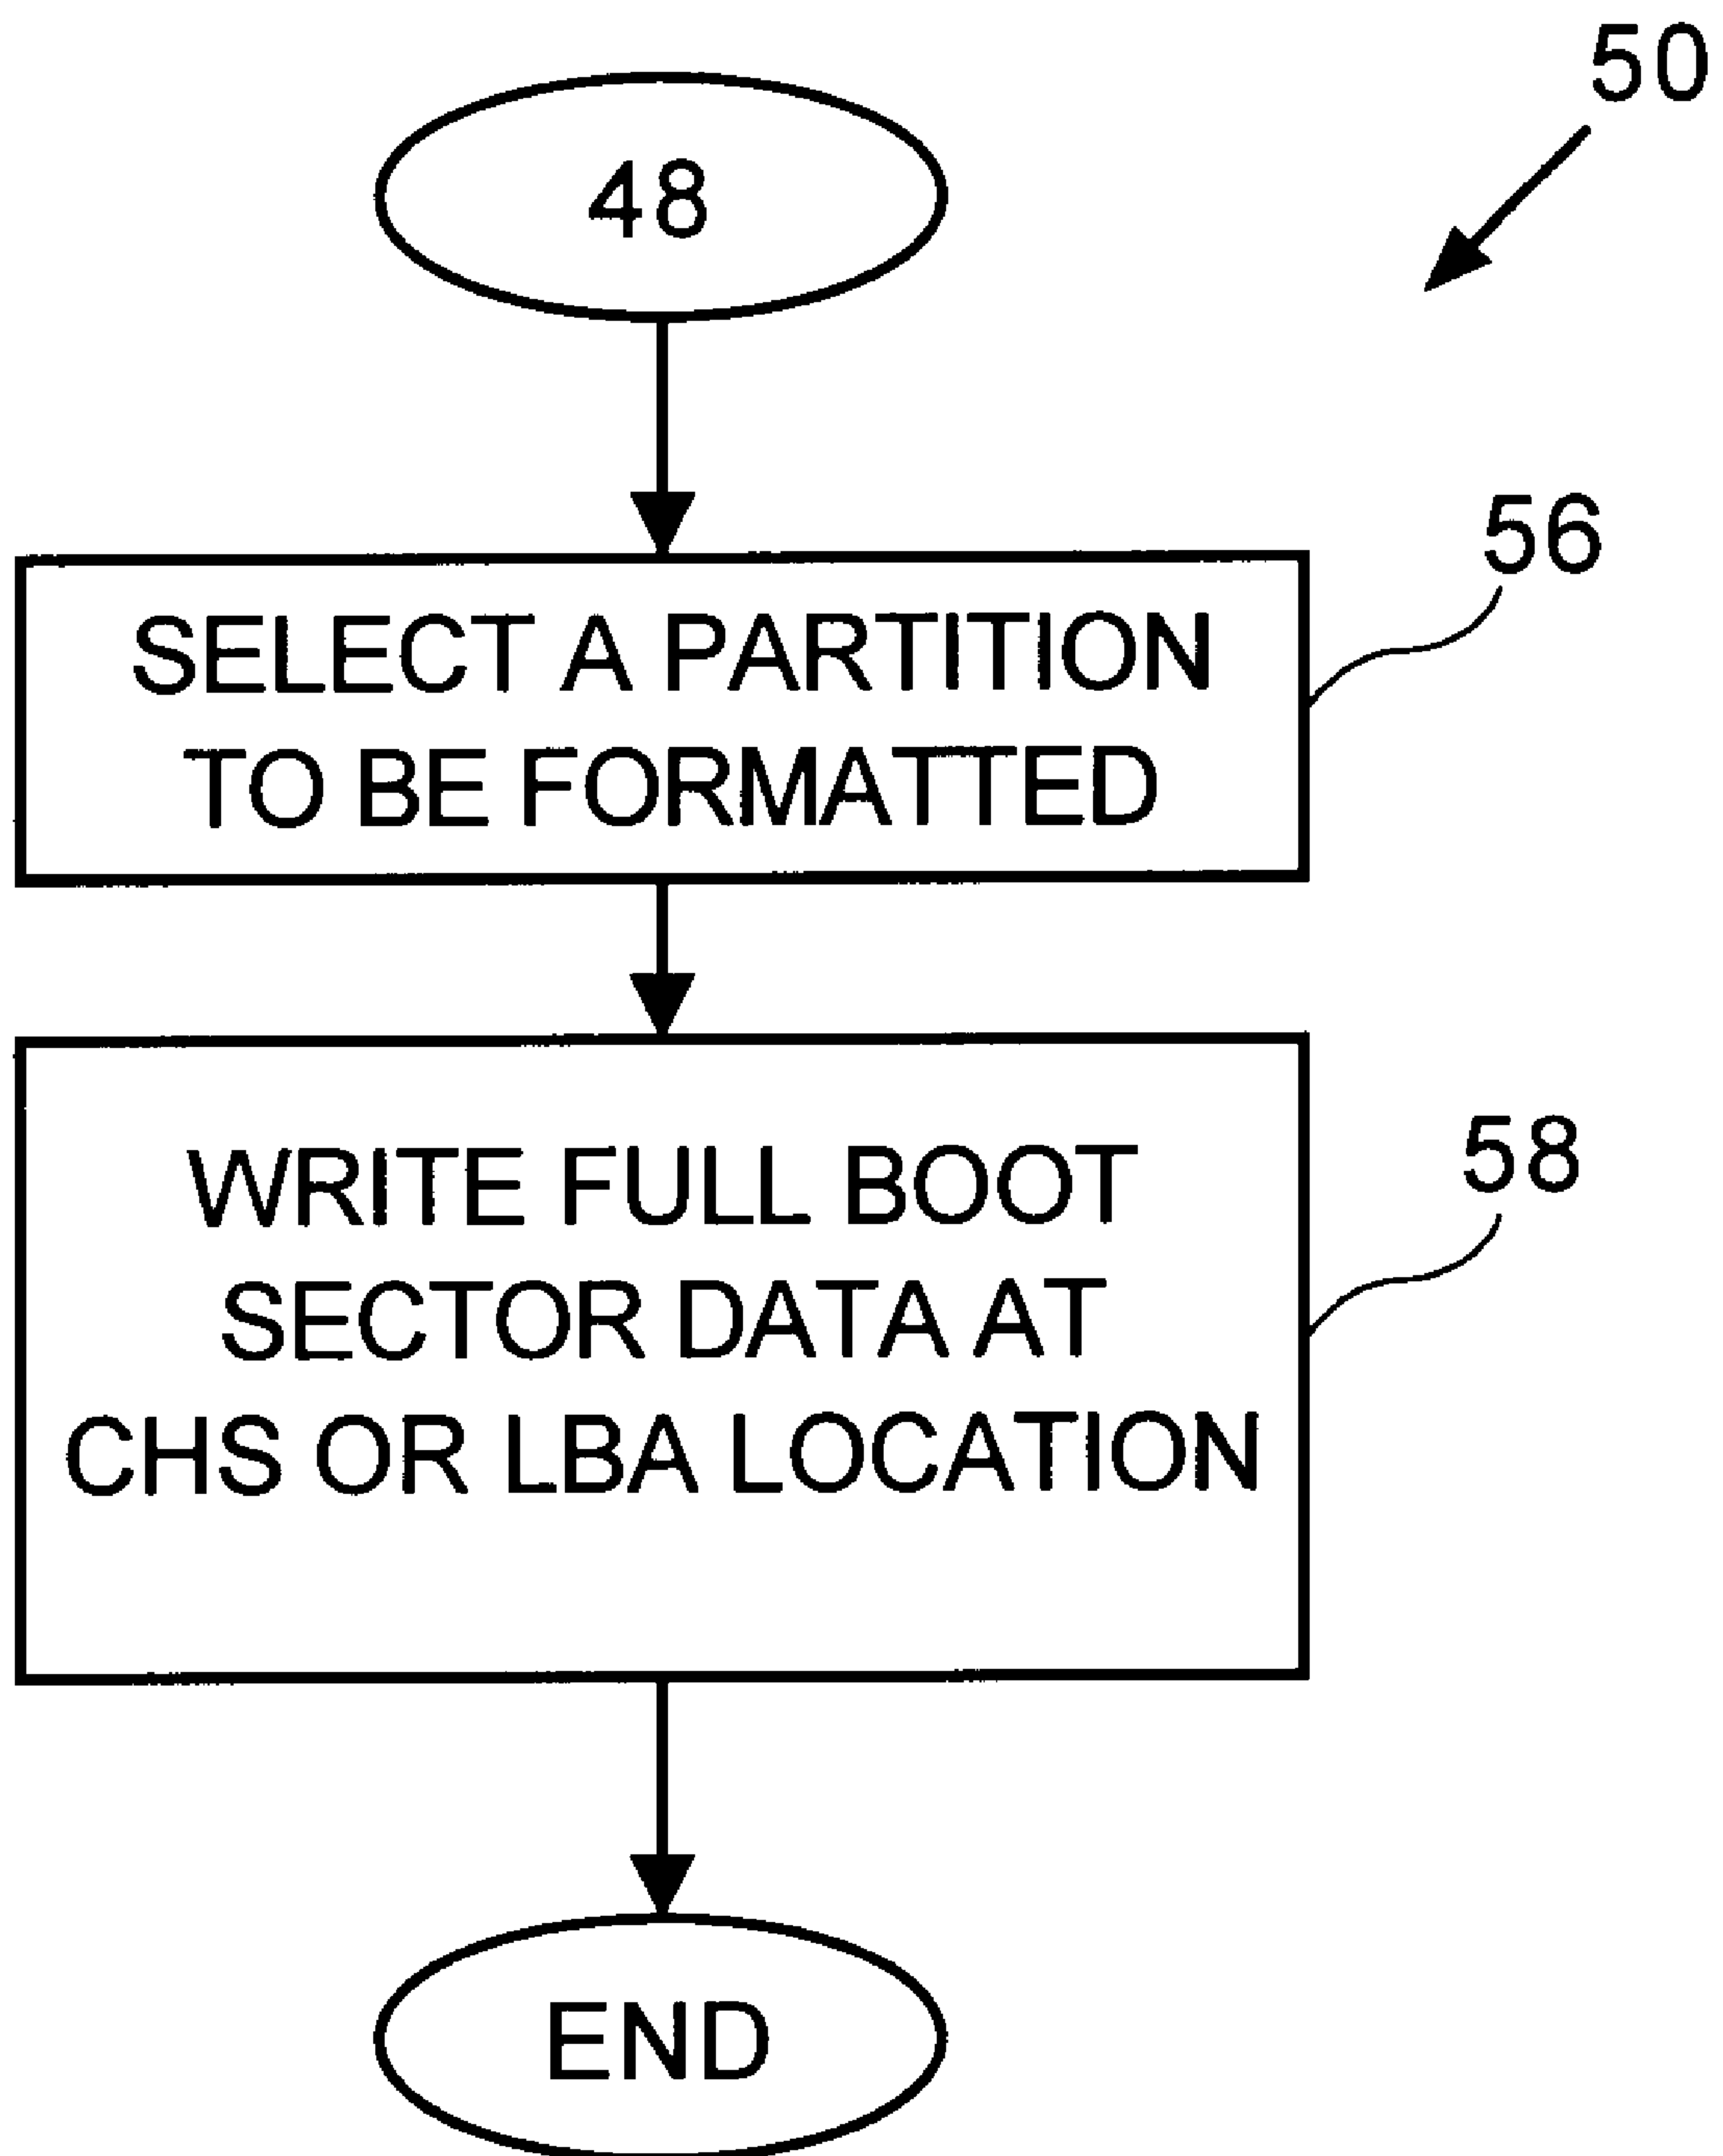 50
48
56
SELECT A PARTITION
TO BE FORMATTED
58
WRITE FULL BOOT
SECTOR DATA AT
CHS OR LBA LOCATION
END